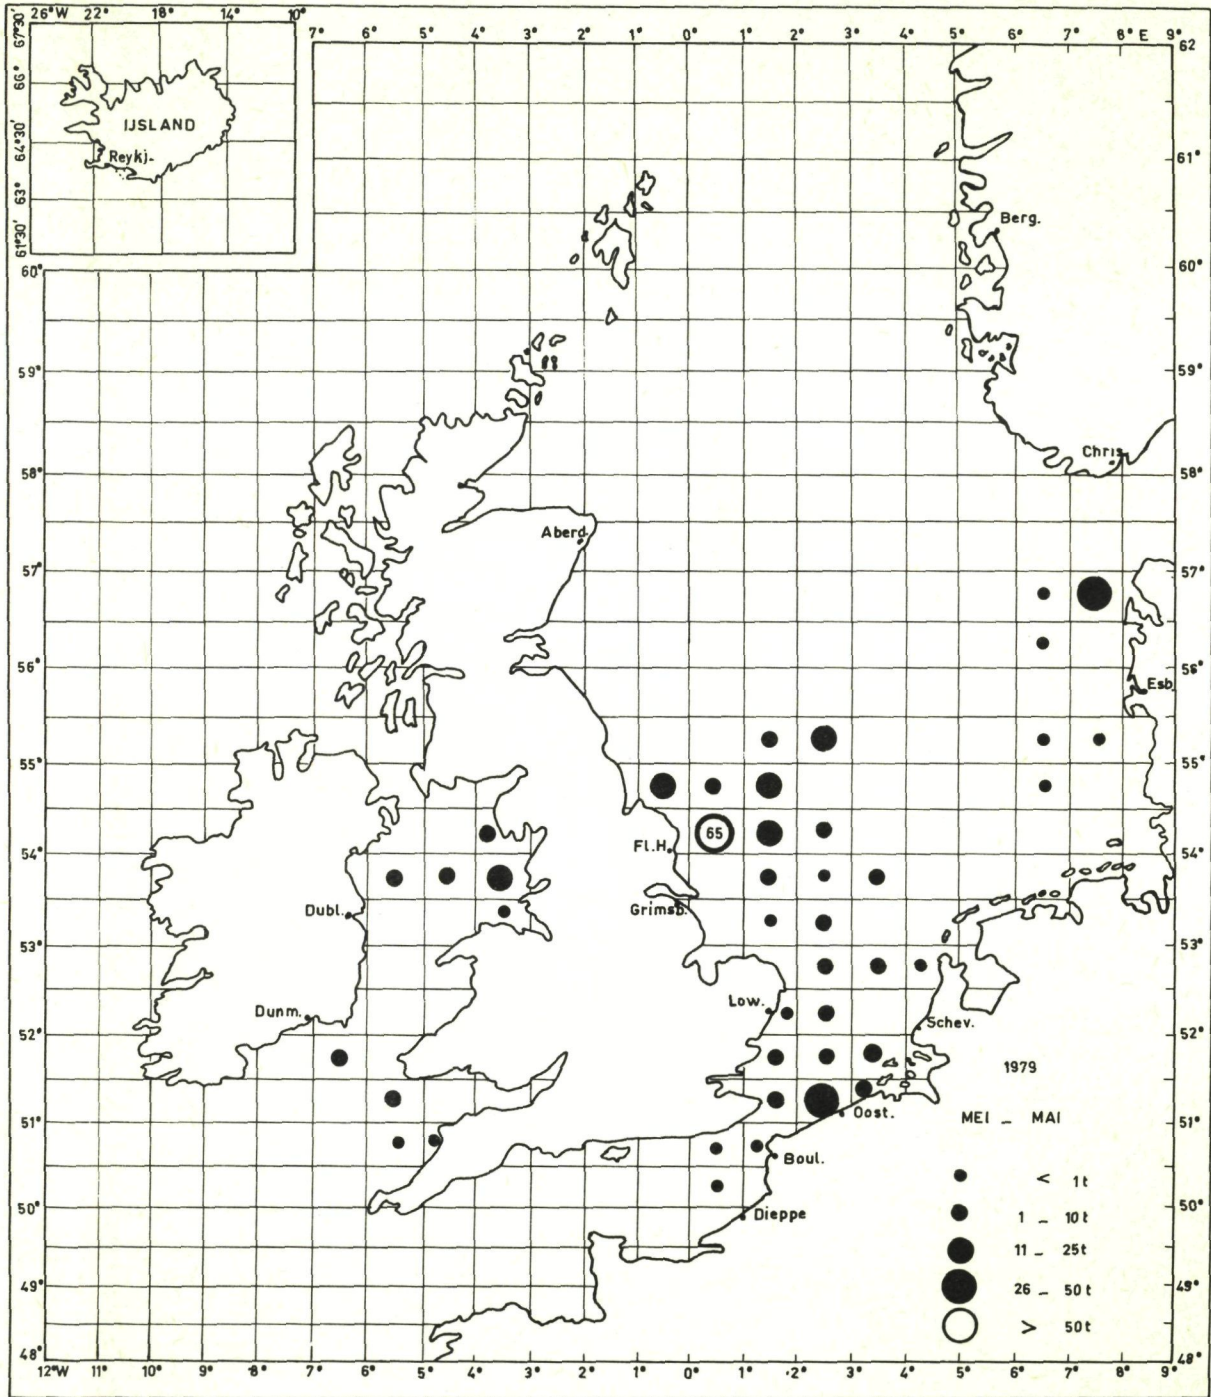 26°W 22° 18° 14° 10°
67°30'
66°
64°30'
63°
61°30'
IJSLAND
Reykj.
7° 6° 5° 4° 3° 2° 1° 0° 1° 2° 3° 4° 5° 6° 7° 8° E 9°
62
61°
60°
60°
59°
59°
58°
58°
57°
57°
56°
56°
55°
55°
54°
54°
53°
53°
52°
52°
51°
51°
50°
50°
49°
49°
48°
48°
Berg.
Chris
Aberd.
Esb
65
Fl.H.
Grimsb.
Dubl.
Dunm.
Low.
Schev.
Oost.
Boul.
Dieppe
1979
MEI _ MAI
< 1t
1 _ 10t
11 _ 25t
26 _ 50t
> 50t
12°W 11° 10° 9° 8° 7° 6° 5° 4° 3° 2° 1° 0° 1° 2° 3° 4° 5° 6° 7° 8° 9°